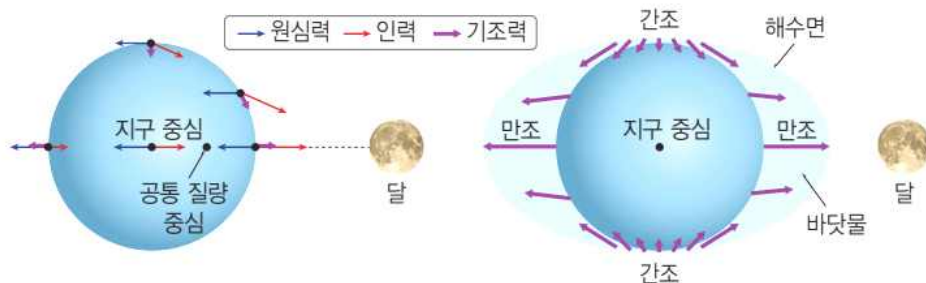 원심력 인력 기조력
지구 중심
공통 질량
중심
달
간조
해수면
만조
지구 중심
만조
달
바닷물
간조